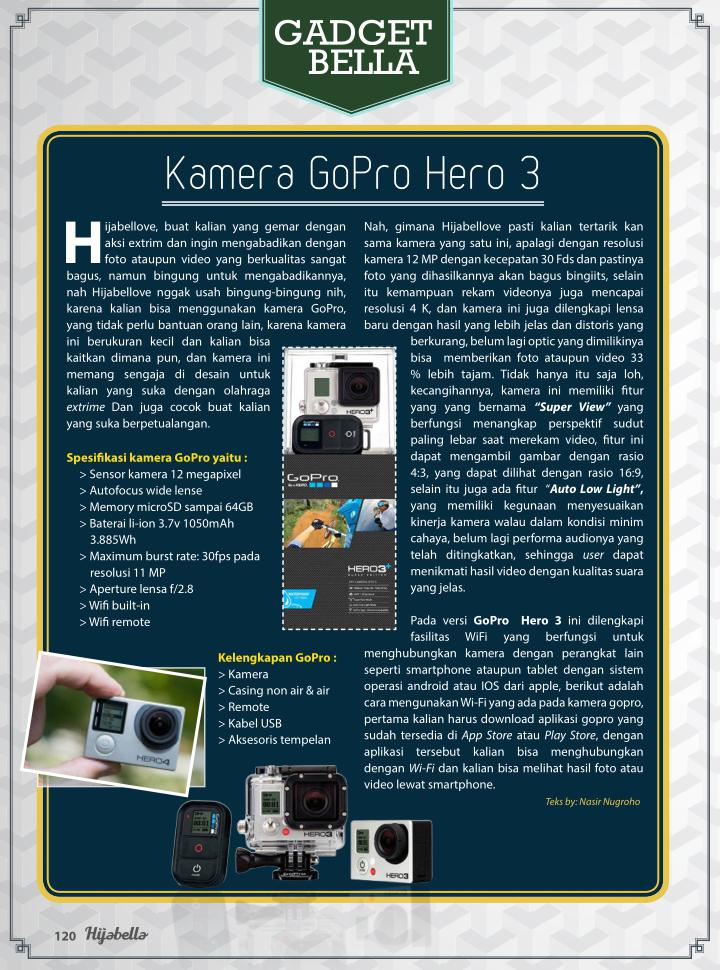 GADGET
BELLA
Kamera GoPro Hero 3
Hijabellove, buat kalian yang gemar dengan
aksi extrim dan ingin mengabadikan dengan
foto ataupun video yang berkualitas sangat
bagus, namun bingung untuk mengabadikannya,
nah Hijabellove nggak usah bingung-bingung nih,
karena kalian bisa menggunakan kamera GoPro,
yang tidak perlu bantuan orang lain, karena kamera
ini berukuran kecil dan kalian bisa
kaitkan dimana pun, dan kamera ini
memang sengaja di desain untuk
kalian yang suka dengan olahraga
extrime Dan juga cocok buat kalian
yang suka berpetualangan.
Spesifikasi kamera GoPro yaitu :
> Sensor kamera 12 megapixel
> Autofocus wide lense
> Memory microSD sampai 64GB
> Baterai li-ion 3.7v 1050mAh
3.885Wh
> Maximum burst rate: 30fps pada
resolusi 11 MP
> Aperture lensa f/2.8
> Wifi built-in
> Wifi remote
Kelengkapan GoPro :
> Kamera
> Casing non air & air
> Remote
> Kabel USB
> Aksesoris tempelan
HERO3+
GoPro
HERO3+
BLACK EDITION
HERO4
HERO3
HERO3
Nah, gimana Hijabellove pasti kalian tertarik kan
sama kamera yang satu ini, apalagi dengan resolusi
kamera 12 MP dengan kecepatan 30 Fds dan pastinya
foto yang dihasilkannya akan bagus bingiits, selain
itu kemampuan rekam videonya juga mencapai
resolusi 4 K, dan kamera ini juga dilengkapi lensa
baru dengan hasil yang lebih jelas dan distoris yang
berkurang, belum lagi optic yang dimilikinya
bisa memberikan foto ataupun video 33
% lebih tajam. Tidak hanya itu saja loh,
kecangihannya, kamera ini memiliki fitur
yang yang bernama “Super View” yang
berfungsi menangkap perspektif sudut
paling lebar saat merekam video, fitur ini
dapat mengambil gambar dengan rasio
4:3, yang dapat dilihat dengan rasio 16:9,
selain itu juga ada fitur “Auto Low Light”,
yang memiliki kegunaan menyesuaikan
kinerja kamera walau dalam kondisi minim
cahaya, belum lagi performa audionya yang
telah ditingkatkan, sehingga user dapat
menikmati hasil video dengan kualitas suara
yang jelas.
Pada versi GoPro Hero 3 ini dilengkapi
fasilitas WiFi yang berfungsi untuk
menghubungkan kamera dengan perangkat lain
seperti smartphone ataupun tablet dengan sistem
operasi android atau IOS dari apple, berikut adalah
cara mengunakan Wi-Fi yang ada pada kamera gopro,
pertama kalian harus download aplikasi gopro yang
sudah tersedia di App Store atau Play Store, dengan
aplikasi tersebut kalian bisa menghubungkan
dengan Wi-Fi dan kalian bisa melihat hasil foto atau
video lewat smartphone.
Teks by: Nasir Nugroho
120 Hijabella